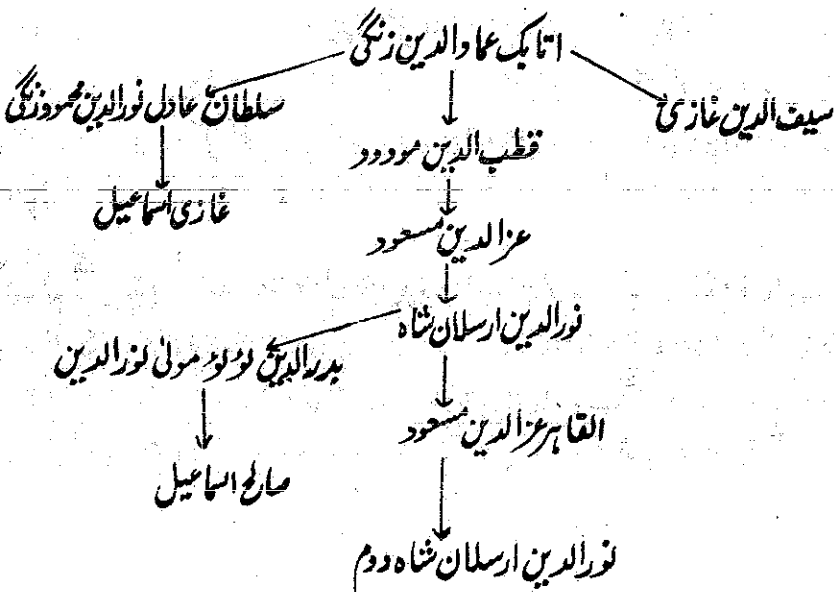 اتابک عماد الدین زنگی
سیف الدین غازی
سلطان عادل نور الدین محمود زنگی
قطب الدین مودود
غازی اسماعیل
عز الدین مسعود
نور الدین ارسلان شاہ
بدر الدین لؤلؤ مولی نور الدین
القاہر عز الدین مسعود
صالح اسماعیل
نور الدین ارسلان شاہ دوم